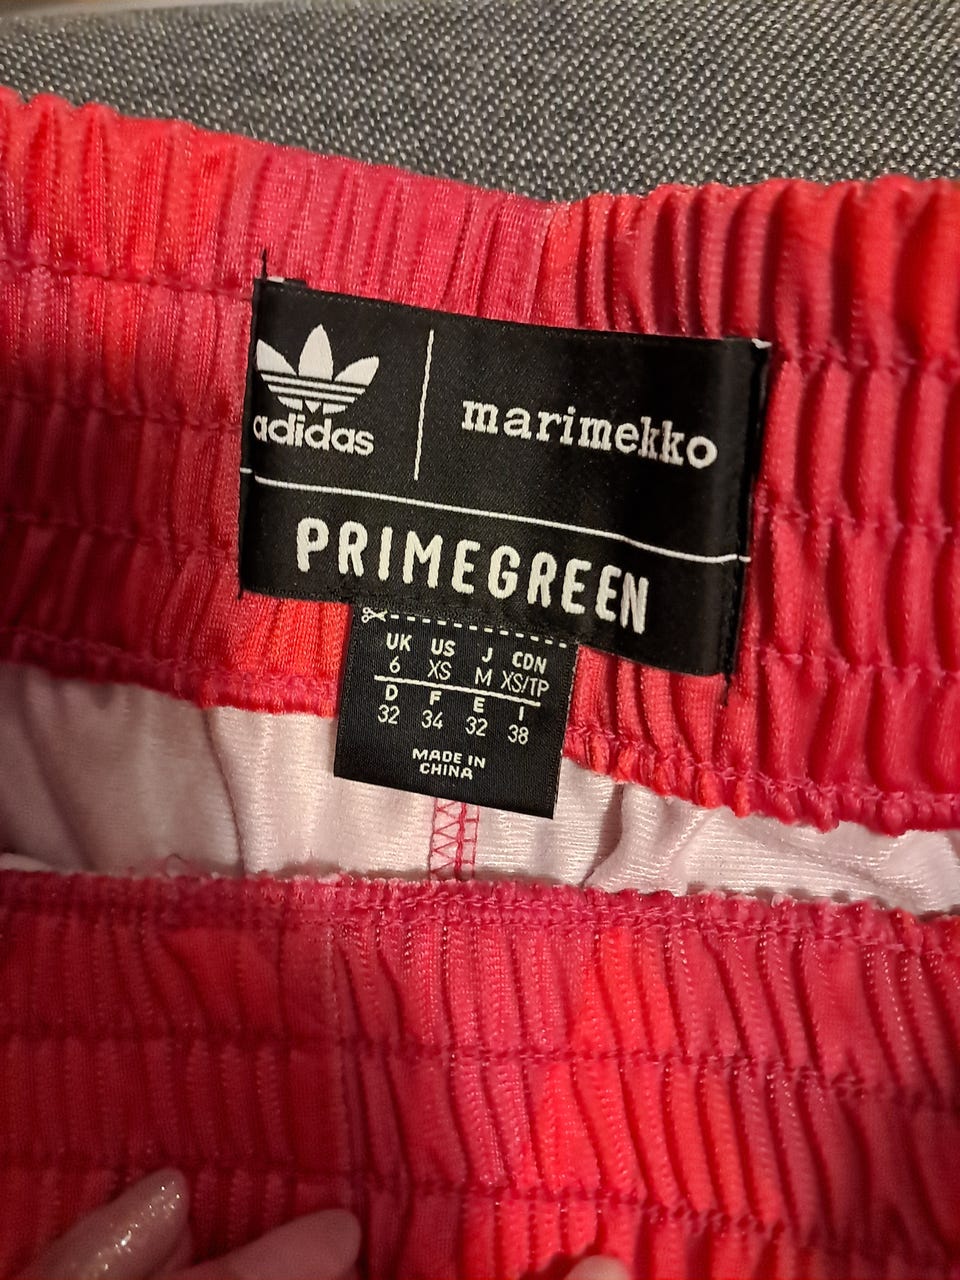 adidas
marimekko
PRIMEGREEN
UK US J CDN
6 XS M XS/TP
D F E I
32 34 32 38
MADE IN
CHINA